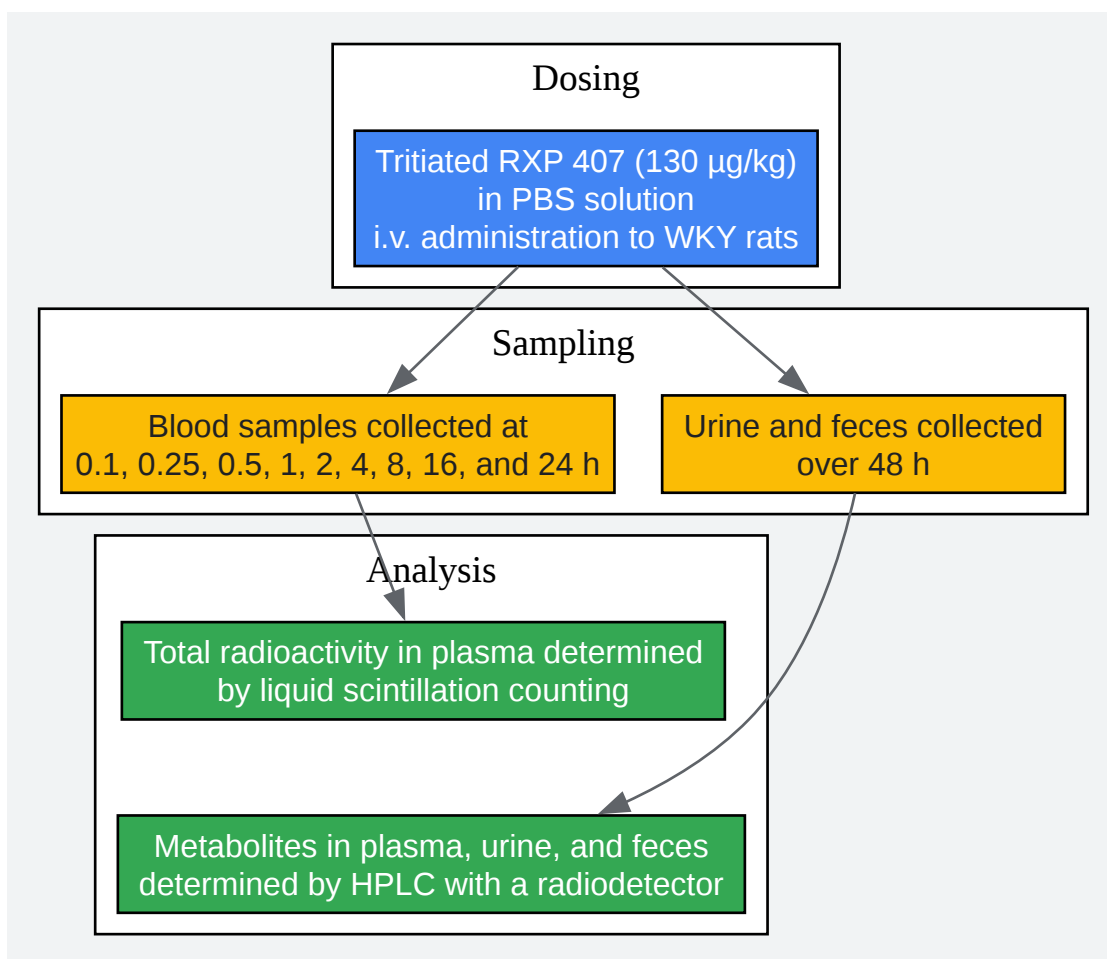 Dosing
Tritiated RXP 407 (130 µg/kg)
in PBS solution
i.v. administration to WKY rats
Sampling
Blood samples collected at
0.1, 0.25, 0.5, 1, 2, 4, 8, 16, and 24 h
Urine and feces collected
over 48 h
Analysis
Total radioactivity in plasma determined
by liquid scintillation counting
Metabolites in plasma, urine, and feces
determined by HPLC with a radiodetector